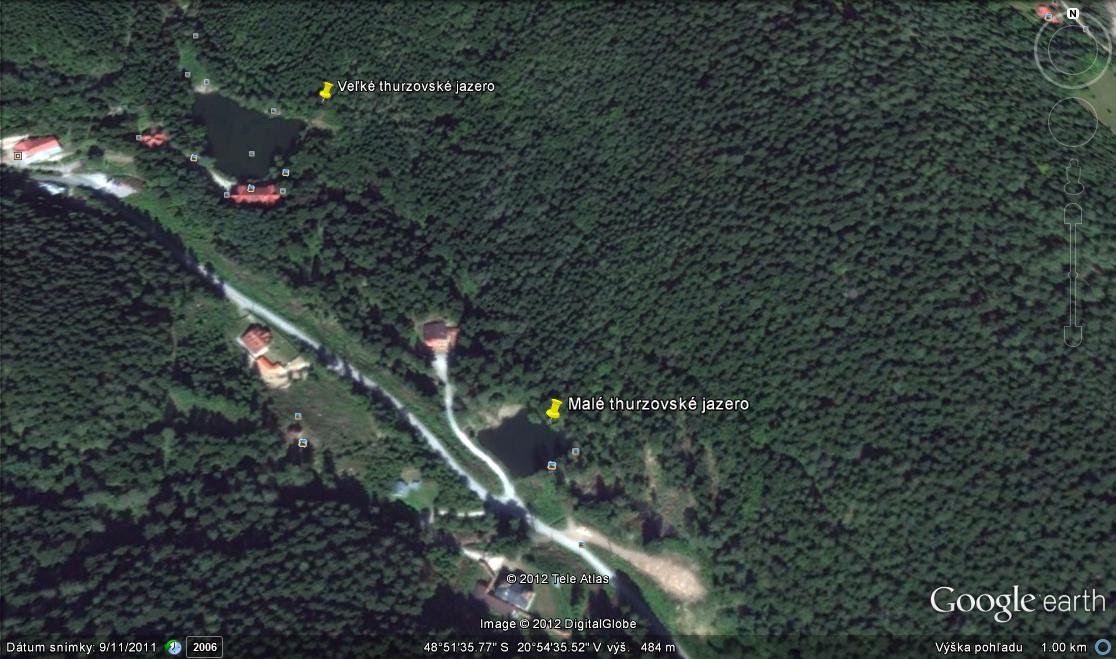 N
Veľké thurzovské jazero
Malé thurzovské jazero
© 2012 Tele Atlas
Google earth
Image © 2012 DigitalGlobe
Dátum snímky: 9/11/2011 2006 48°51'35.77" S 20°54'35.52" V výš. 484 m Výška pohľadu 1.00 km